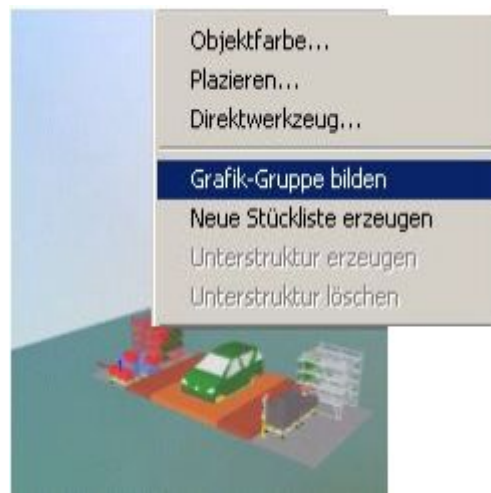 Objektfarbe...
Plazieren...
Direktwerkzeug...
Grafik-Gruppe bilden
Neue Stückliste erzeugen
Unterstruktur erzeugen
Unterstruktur löschen